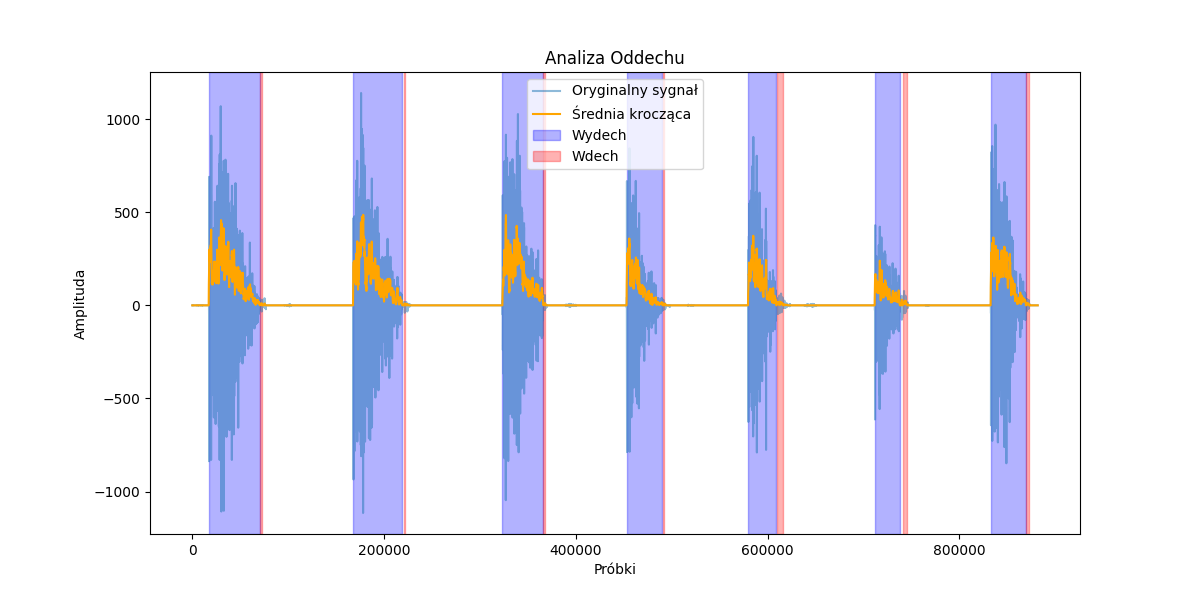 Analiza Oddechu
Oryginalny sygnał
Średnia krocząca
Wydech
Wdech
Amplituda
1000
500
0
−500
−1000
0
200000
400000
600000
800000
Próbki